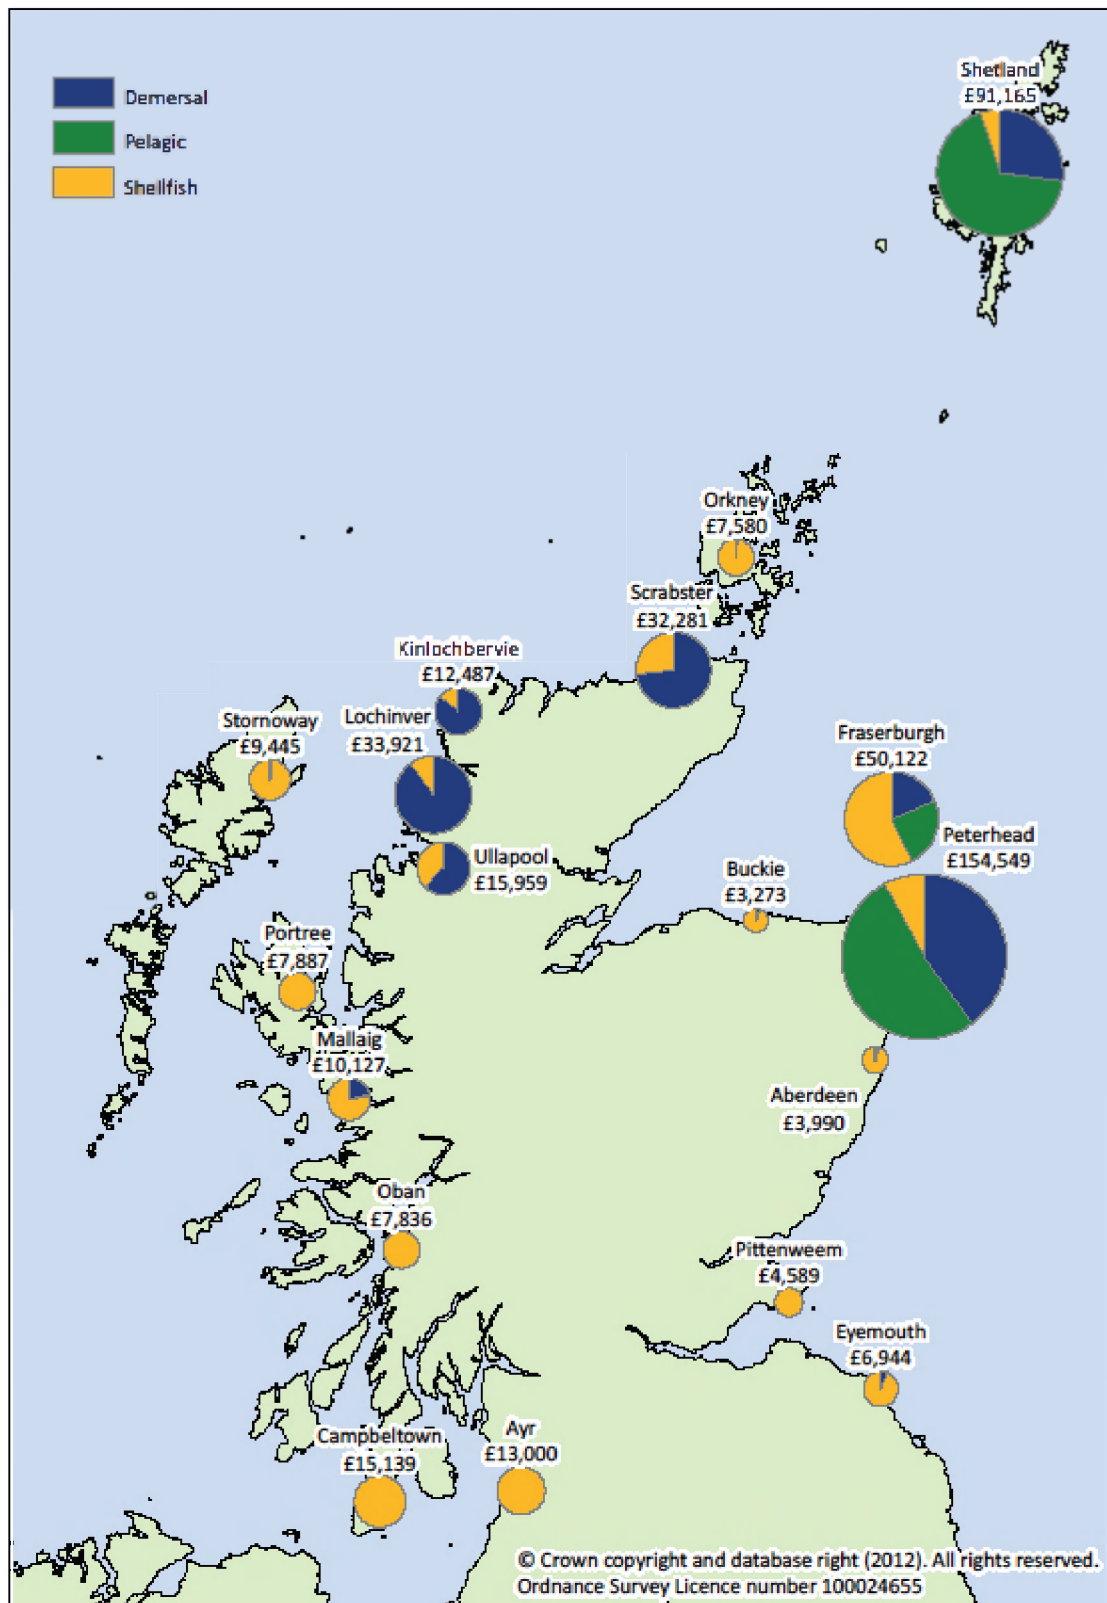 Demersal
Pelagic
Shellfish
Shetland
£91,165
Orkney
£7,580
Scrabster
£32,281
Kinlochbervie
£12,487
Lochinver
£33,921
Stornoway
£9,445
Fraserburgh
£50,122
Peterhead
£154,549
Ullapool
£15,959
Buckie
£3,273
Portree
£7,887
Mallaig
£10,127
Aberdeen
£3,990
Oban
£7,836
Pittenweem
£4,589
Eyemouth
£6,944
Campbeltown
£15,139
Ayr
£13,000
© Crown copyright and database right (2012). All rights reserved.
Ordnance Survey Licence number 100024655